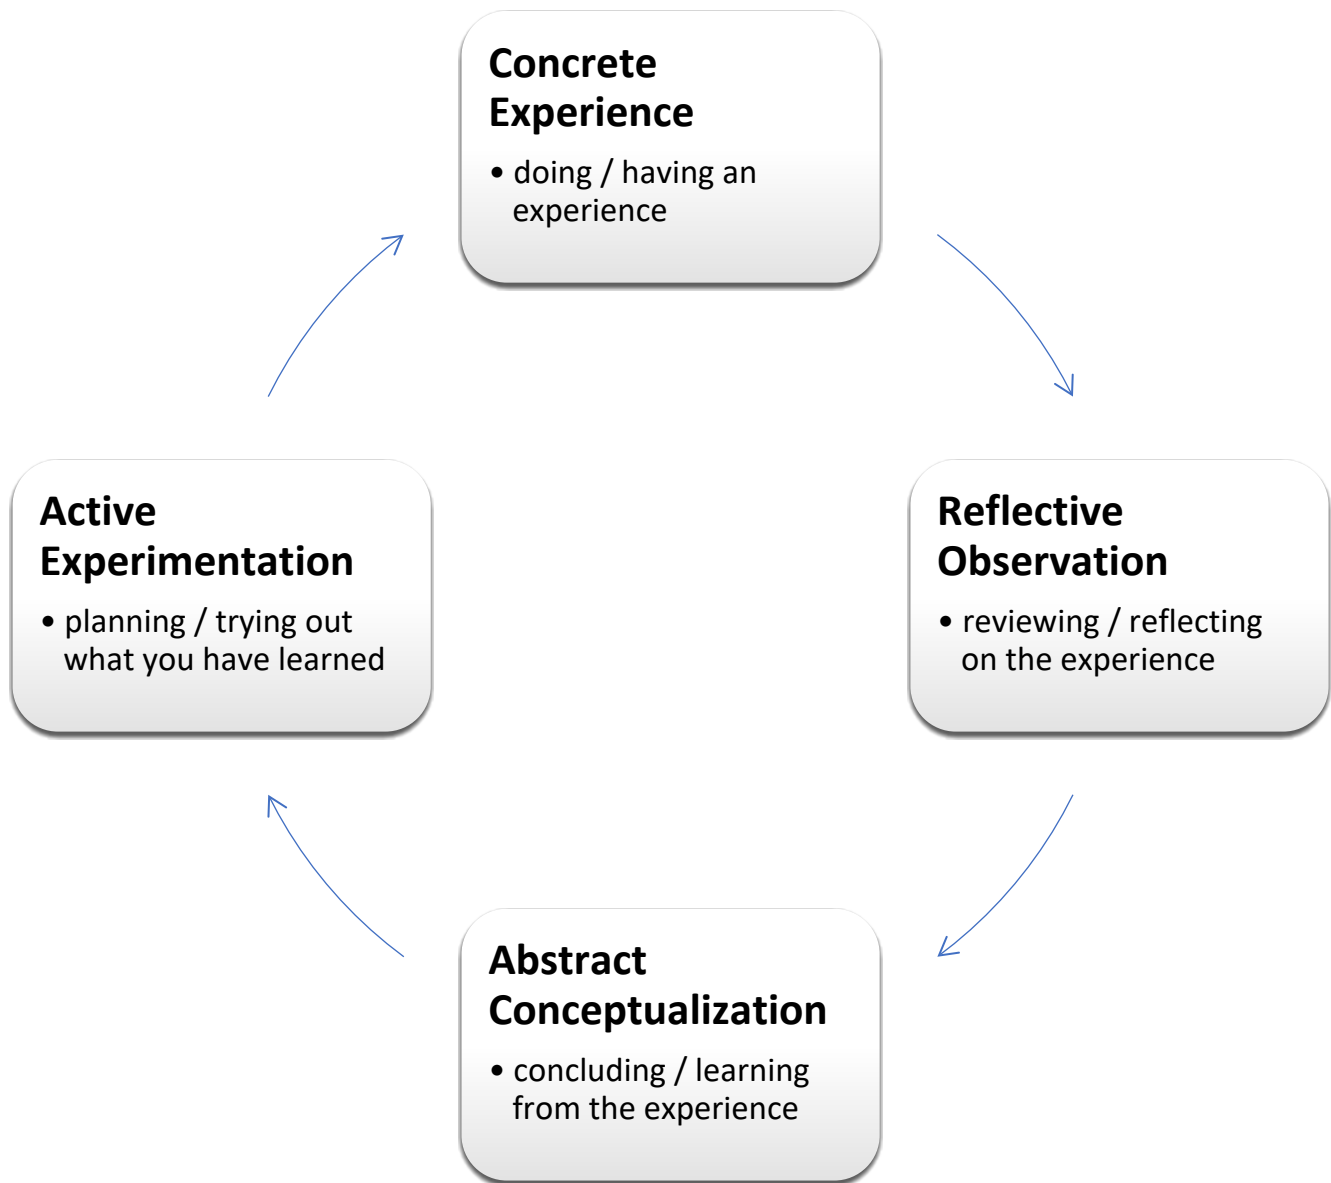 Concrete
Experience
• doing / having an
experience
Active
Experimentation
• planning / trying out
what you have learned
Reflective
Observation
• reviewing / reflecting
on the experience
Abstract
Conceptualization
• concluding / learning
from the experience